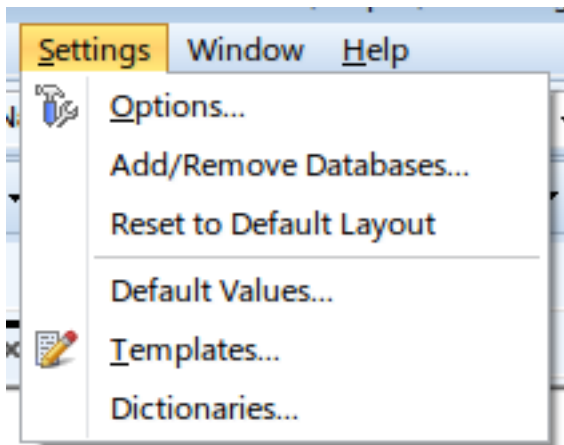 Settings Window Help
Options...
Add/Remove Databases...
Reset to Default Layout
Default Values...
Templates...
Dictionaries...